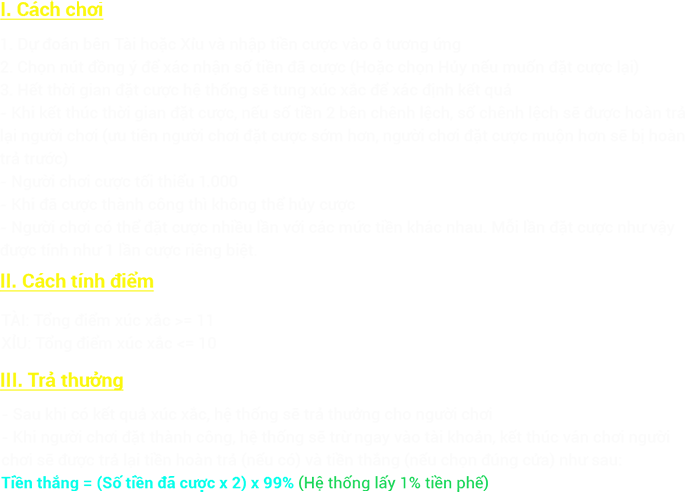 I. Cách chơi
1. Dự đoán bên Tài hoặc Xỉu và nhập tiền cược vào ô tương ứng
2. Chọn nút đồng ý để xác nhận số tiền đã cược (Hoặc chọn Hủy nếu muốn đặt cược lại)
3. Hết thời gian đặt cược hệ thống sẽ tung xúc xắc để xác định kết quả
- Khi kết thúc thời gian đặt cược, nếu số tiền 2 bên chênh lệch, số chênh lệch sẽ được hoàn trả
lại người chơi (ưu tiên người chơi đặt cược sớm hơn, người chơi đặt cược muộn hơn sẽ bị hoàn
trả trước)
- Người chơi cược tối thiểu 1.000
- Khi đã cược thành công thì không thể hủy cược
- Người chơi có thể đặt cược nhiều lần với các mức tiền khác nhau. Mỗi lần đặt cược như vậy
được tính như 1 lần cược riêng biệt
II. Cách tính điểm
TÀI: Tổng điểm xúc xắc >= 11
XỈU: Tổng điểm xúc xắc <= 10
III. Trả thưởng
- Sau khi có kết quả xúc xắc, hệ thống sẽ trả thưởng cho người chơi
- Khi người chơi đặt thành công, hệ thống sẽ trừ ngay vào tài khoản, kết thúc ván chơi người
chơi sẽ được trả lại tiền hoàn trả (nếu có) và tiền thắng (nếu chọn đúng cửa) như sau:
Tiền thắng = (Số tiền đã cược x 2) x 99% (Hệ thống lấy 1% tiền phế)